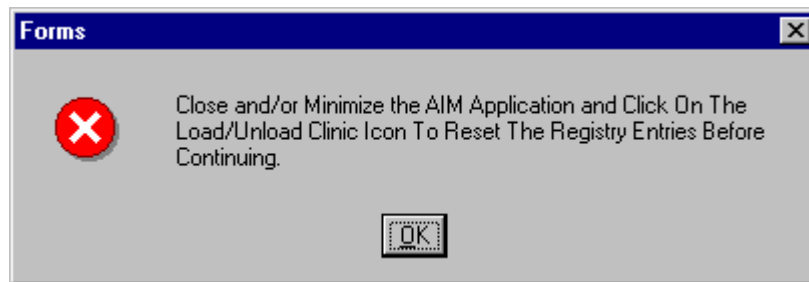 Forms
Close and/or Minimize the AIM Application and Click On The
Load/Unload Clinic Icon To Reset The Registry Entries Before
Continuing.
OK